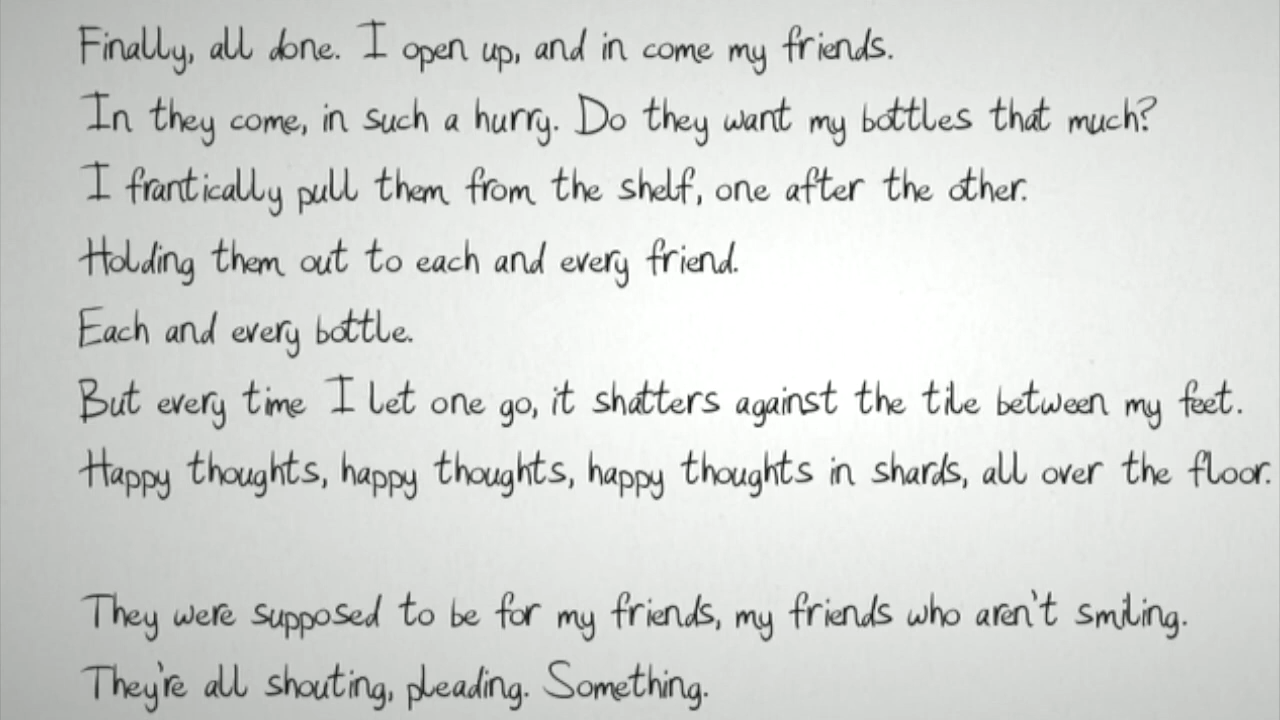 Finally, all done. I open up, and in come my friends.
In they come, in such a hurry. Do they want my bottles that much?
I frantically pull them from the shelf, one after the other.
Holding them out to each and every friend.
Each and every bottle.
But every time I let one go, it shatters against the tile between my feet.
Happy thoughts, happy thoughts, happy thoughts in shards, all over the floor.
They were supposed to be for my friends, my friends who aren't smiling.
They're all shouting, pleading. Something.